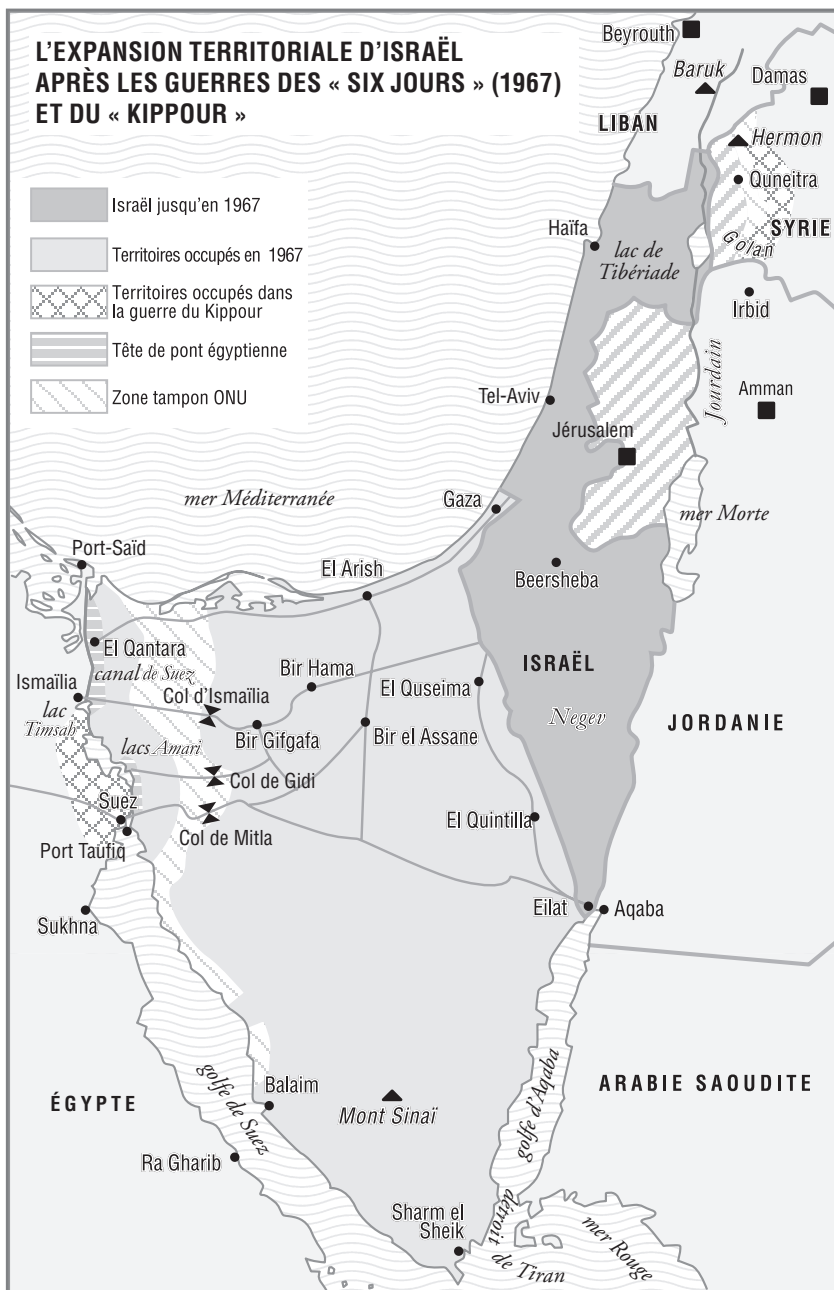 L'EXPANSION TERRITORIALE D'ISRAËL
APRÈS LES GUERRES DES « SIX JOURS » (1967)
ET DU « KIPPOUR »
Israël jusqu'en 1967
Territoires occupés en 1967
Territoires occupés dans
la guerre du Kippour
Tête de pont égyptienne
Zone tampon ONU
Beyrouth
Baruk
Damas
LIBAN
Hermon
Quneitra
SYRIE
Golan
Haïfa
lac de
Tibériade
Irbid
Jourdain
Tel-Aviv
Amman
Jérusalem
mer Méditerranée
Gaza
mer Morte
Port-Saïd
El Arish
Beersheba
El Qantara
canal de Suez
ISRAËL
Ismaïlia
Col d'Ismaïlia
Bir Hama
El Quseima
lac
Timsah
Negev
JORDANIE
lacs Amari
Bir Gifgafa
Bir el Assane
Col de Gidi
Suez
Col de Mitla
El Quintilla
Port Taufiq
Eilat
Aqaba
Sukhna
golfe de Suez
golfe d'Aqaba
ARABIE SAOUDITE
ÉGYPTE
Balaim
Mont Sinaï
Ra Gharib
Sharm el
Sheik
détroit
de Tiran
mer Rouge